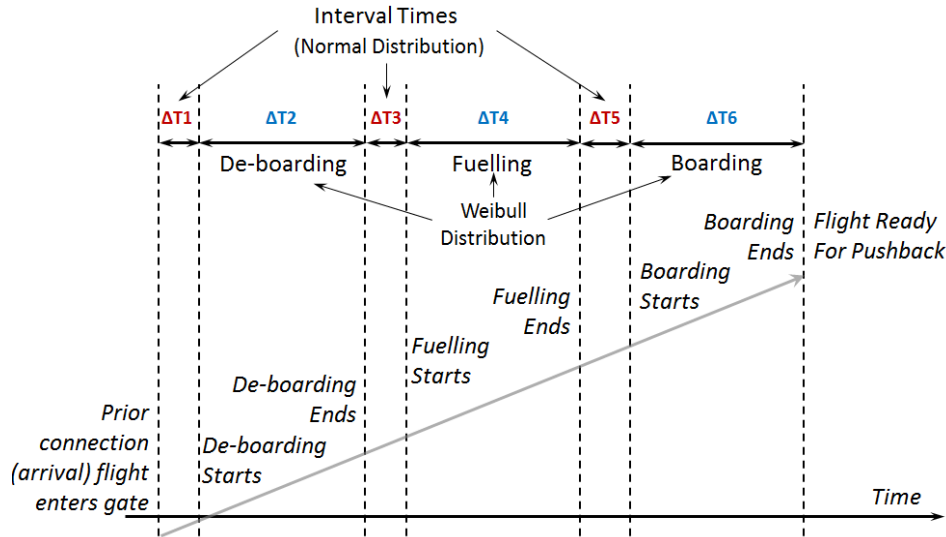 Interval Times
(Normal Distribution)
ΔT1
ΔT2
ΔT3
ΔT4
ΔT5
ΔT6
De-boarding
Fuelling
Boarding
Weibull
Distribution
Boarding
Ends
Flight Ready
For Pushback
Boarding
Starts
Fuelling
Ends
Fuelling
Starts
De-boarding
Ends
De-boarding
Starts
Prior
connection
(arrival) flight
enters gate
Time